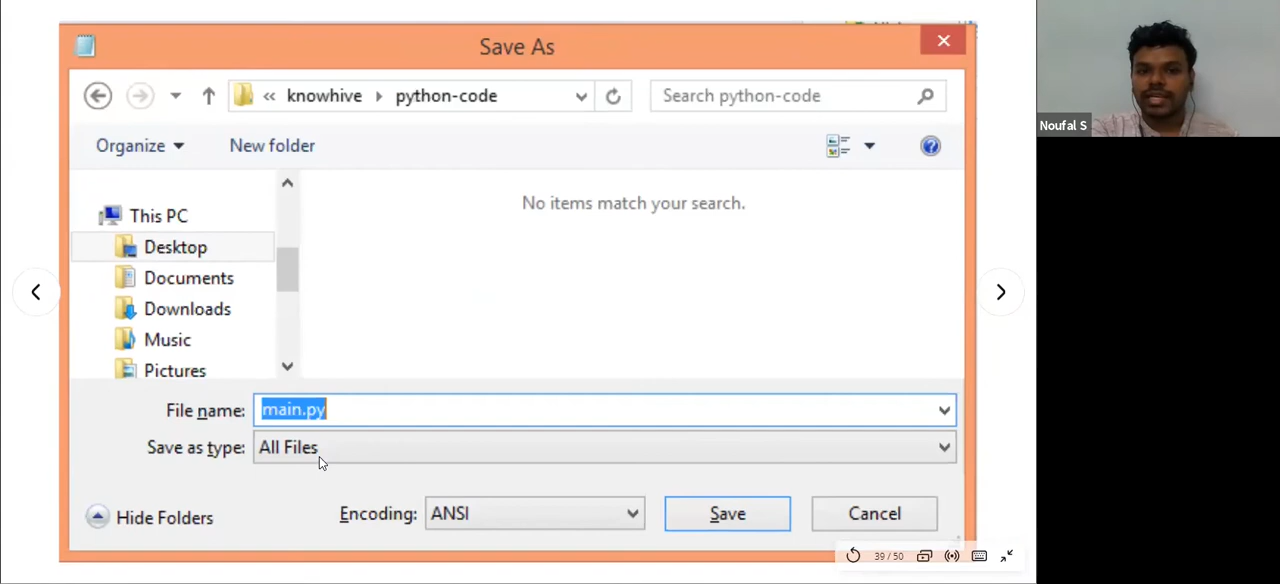 Save As
« knowhive python-code
Search python-code
Organize
New folder
No items match your search.
This PC
Desktop
Documents
Downloads
Music
Pictures
File name: main.py
Save as type: All Files
Hide Folders
Encoding: ANSI
Save
Cancel
39 / 50
Noufal S